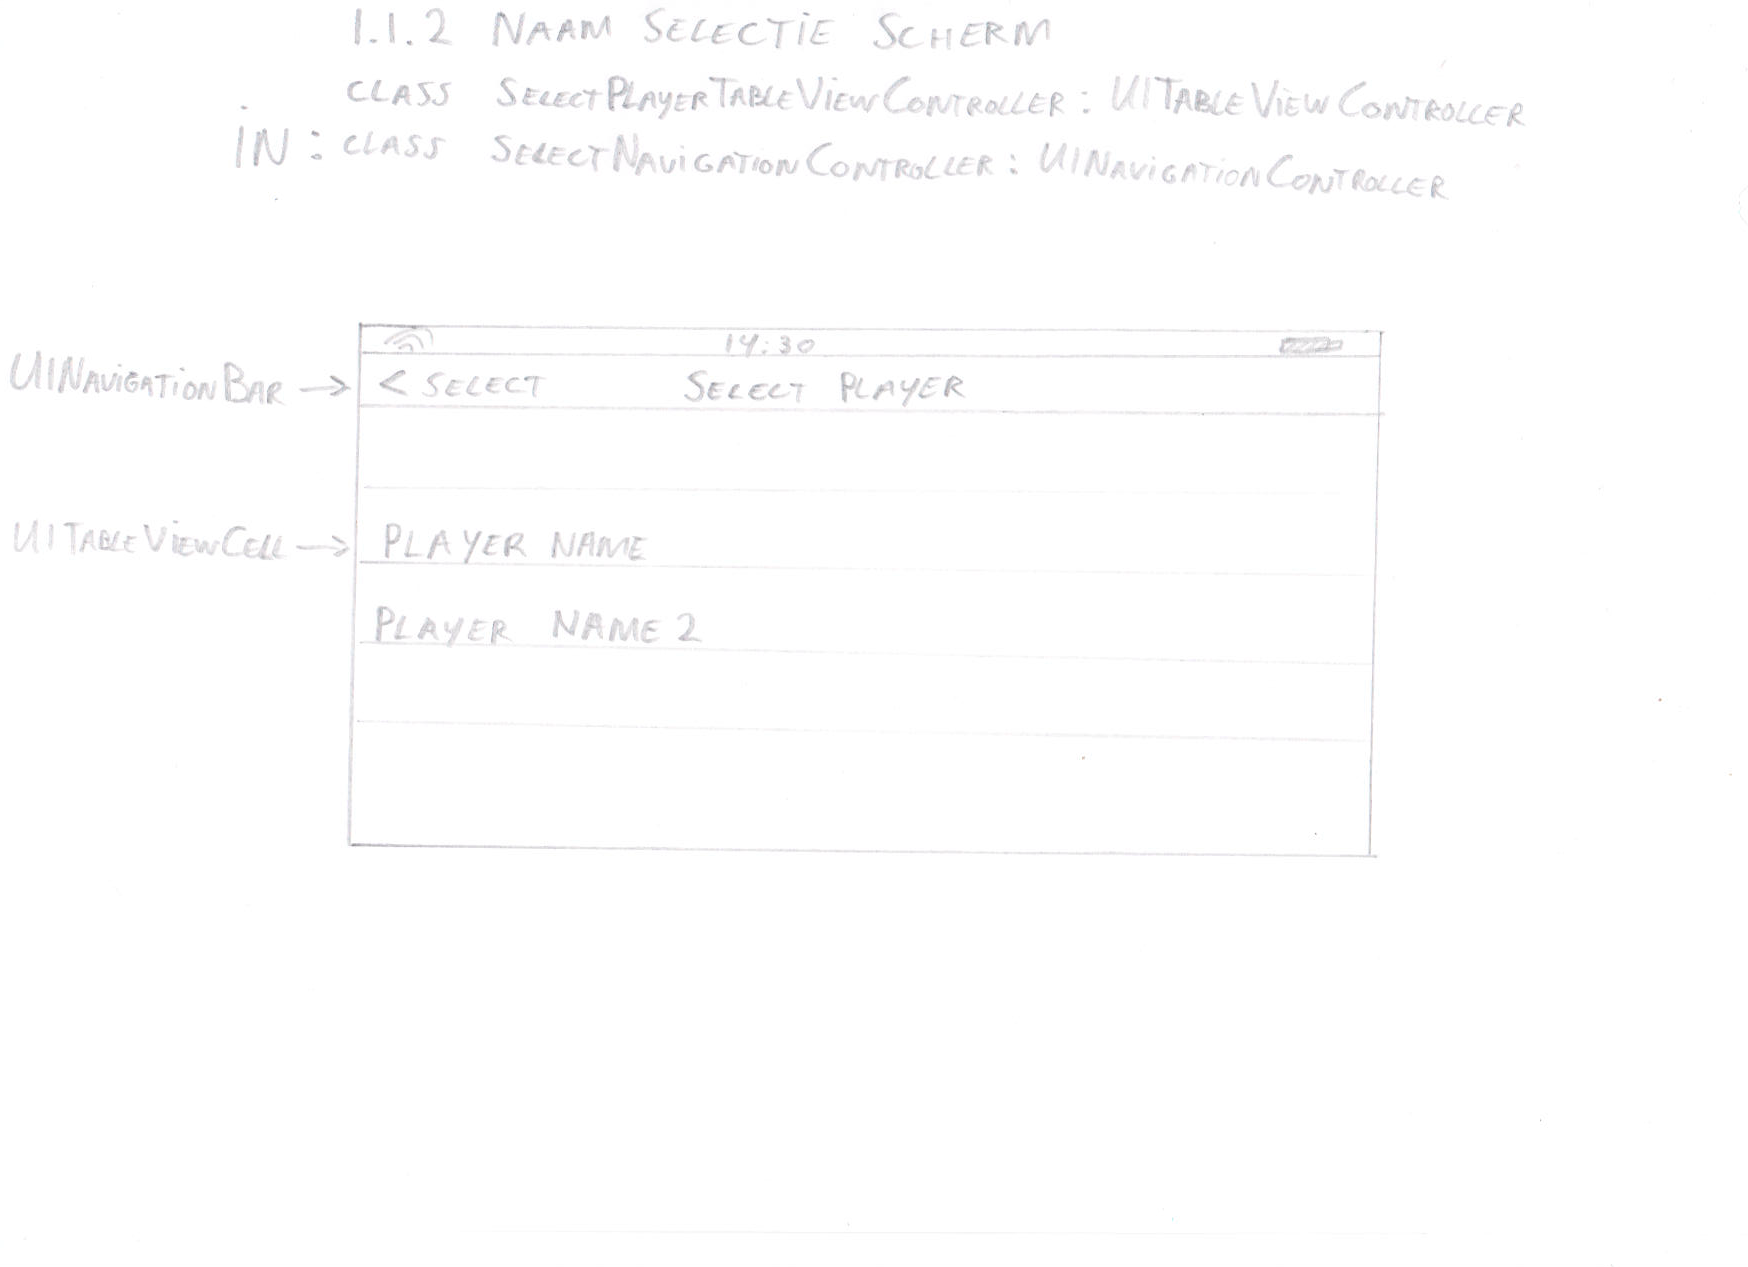 1.1.2 NAAM SELECTIE SCHERM
CLASS SELECTPLAYERTABLEVIEWCONTROLLER: UITABLEVIEWCONTROLLER
IN: CLASS SELECTNAVIGATIONCONTROLLER: UINAVIGATIONCONTROLLER
14:30
UINAVIGATIONBAR → < SELECT SELECT PLAYER
UITABLEVIEWCELL → PLAYER NAME
PLAYER NAME 2